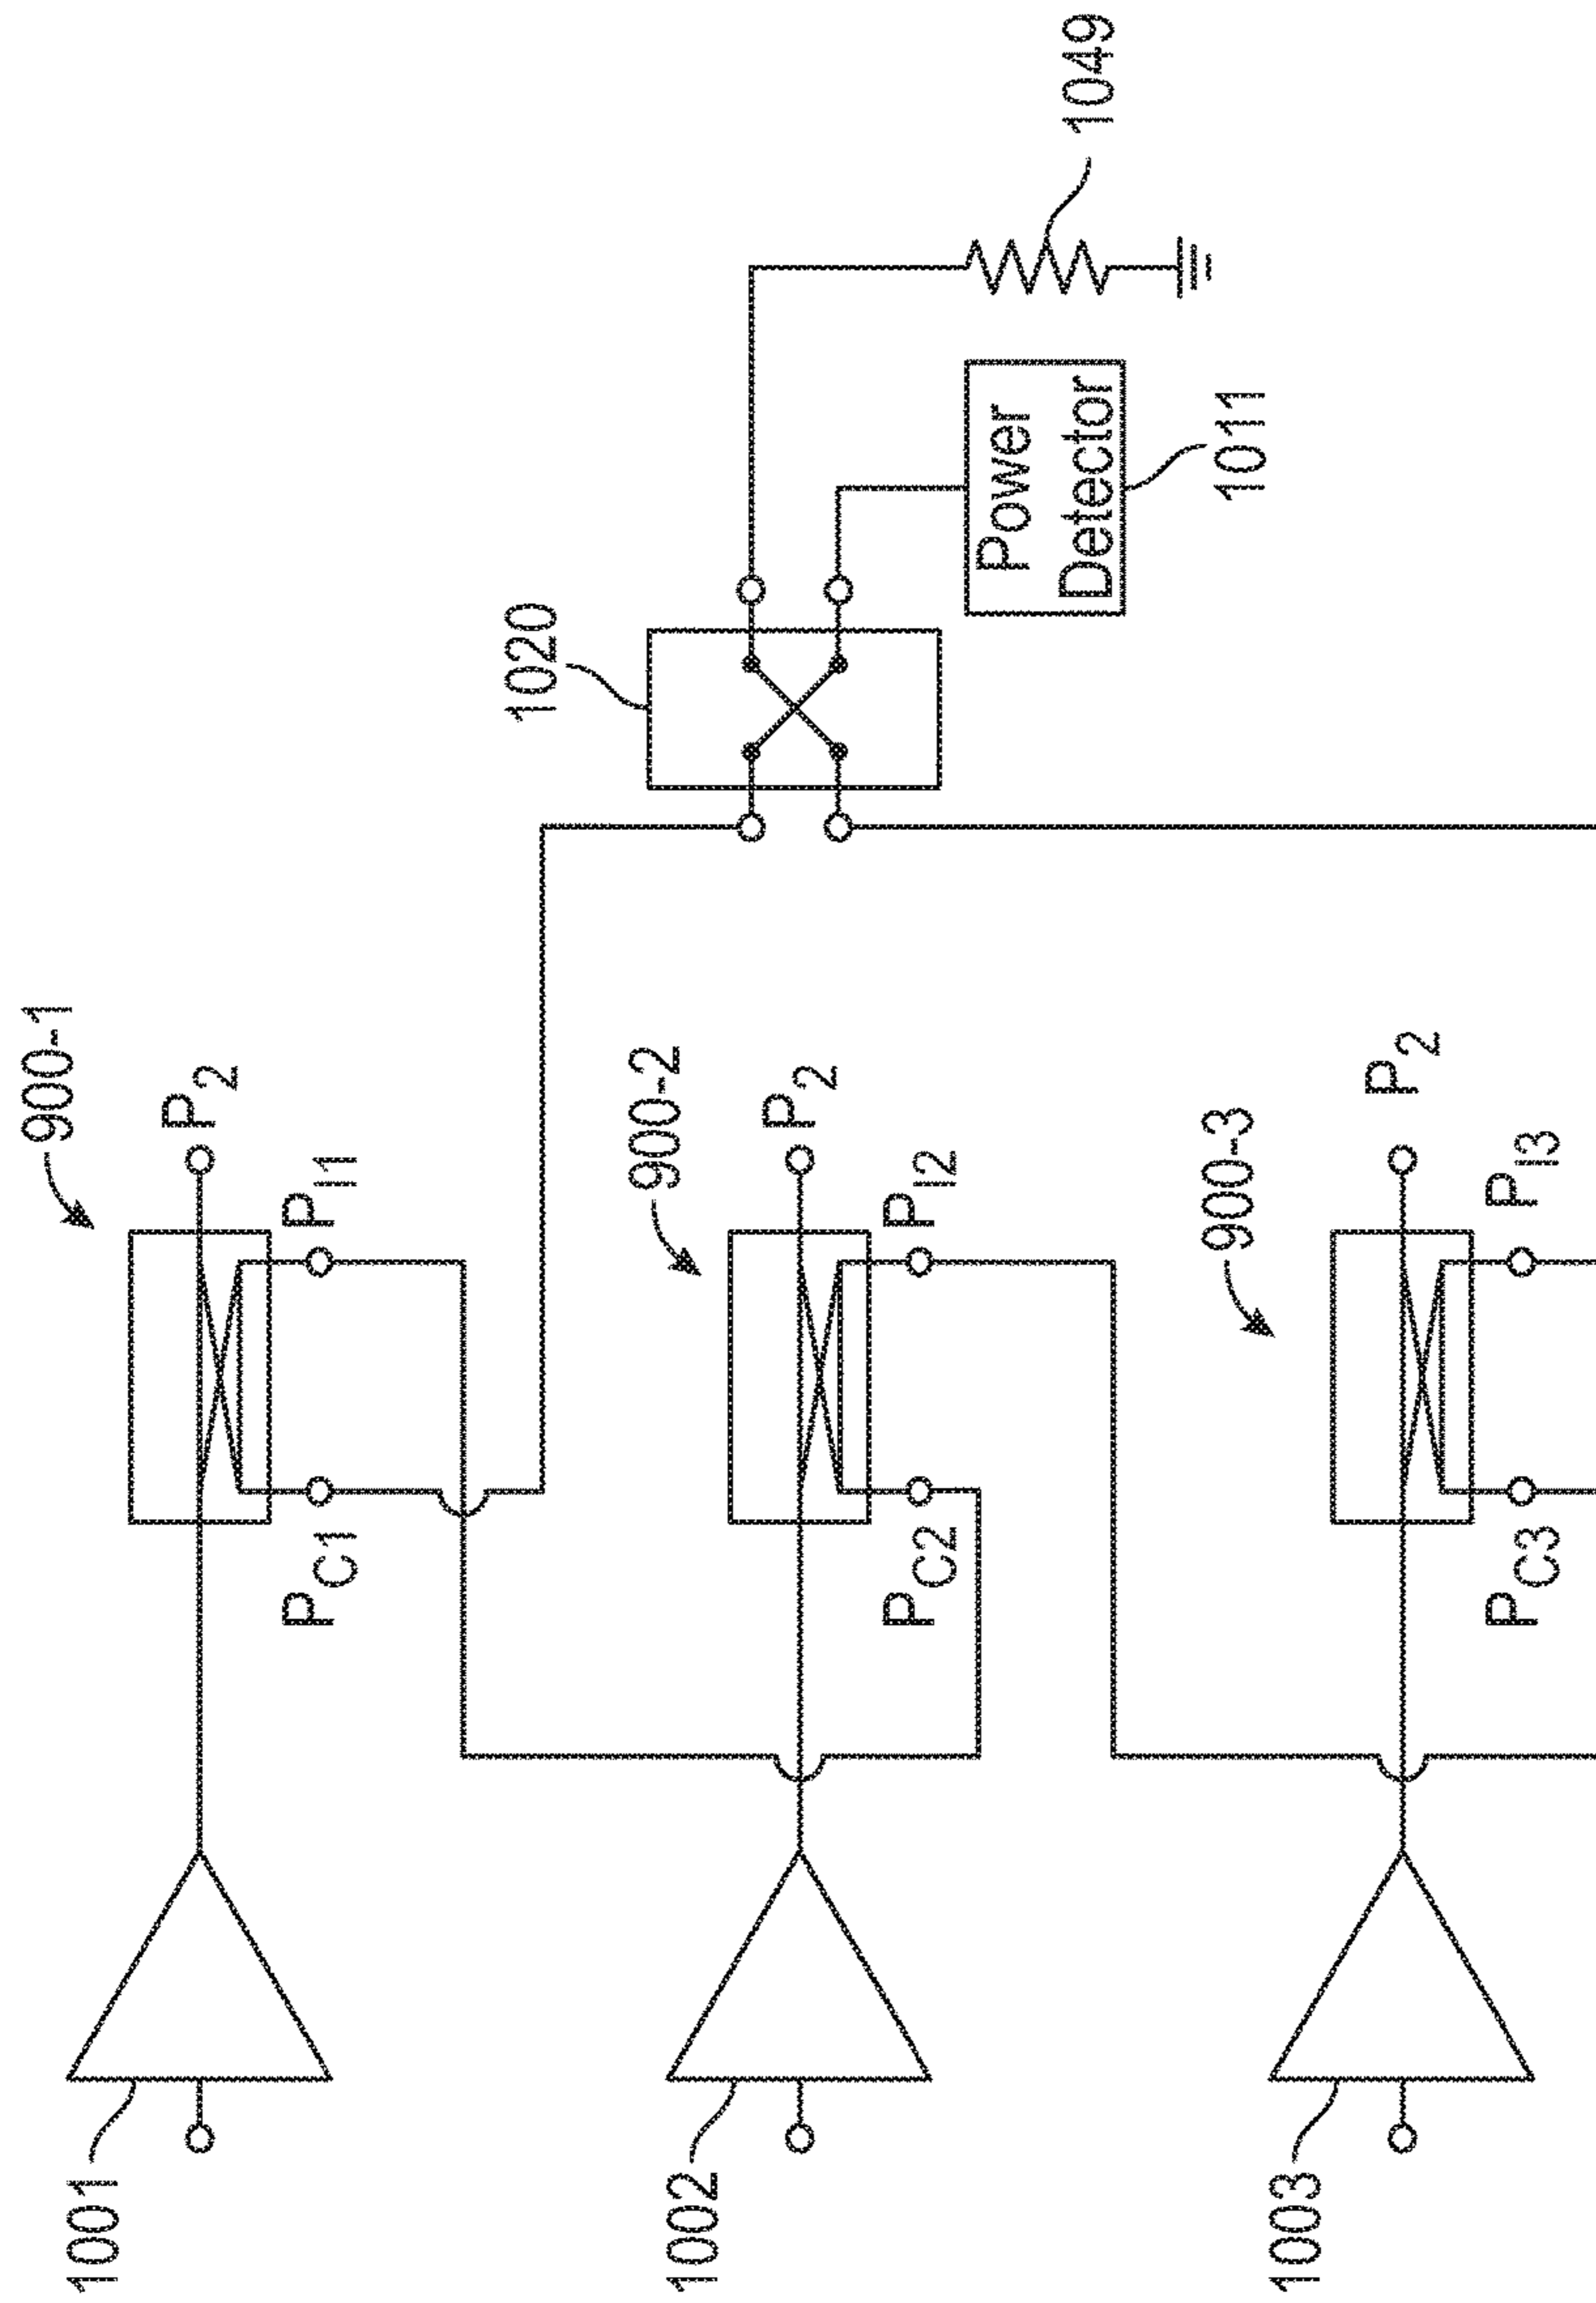 1001
900-1
P2
PI1
PC1
1020
1049
Power
Detector
1011
1002
900-2
P2
PI2
PC2
1003
900-3
P2
PI3
PC3